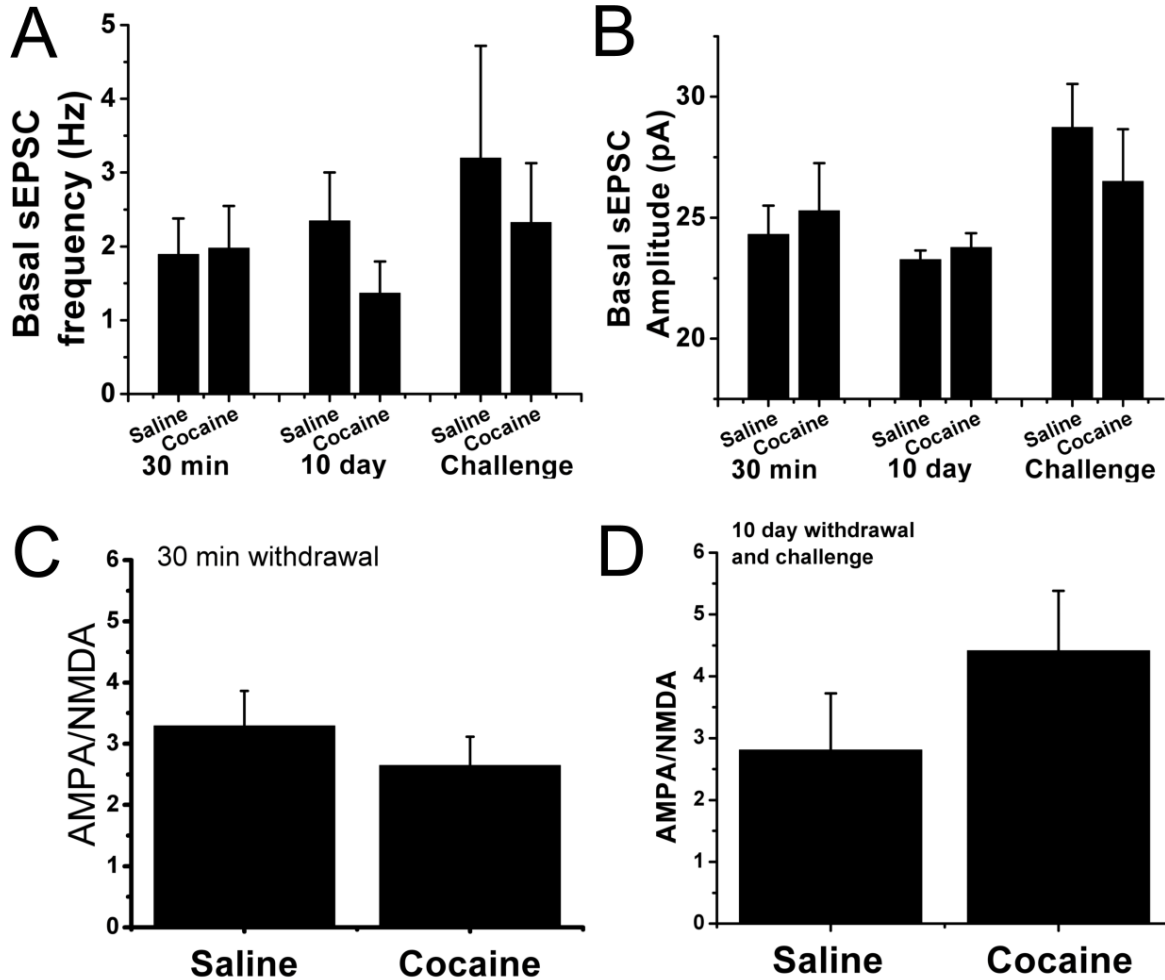 A
Basal sEPSC
frequency (Hz)
5
4
3
2
1
0
Saline
Cocaine
Saline
Cocaine
Saline
Cocaine
30 min
10 day
Challenge
B
Basal sEPSC
Amplitude (pA)
30
25
20
Saline
Cocaine
Saline
Cocaine
Saline
Cocaine
30 min
10 day
Challenge
C
30 min withdrawal
AMPA/NMDA
6
5
4
3
2
1
0
Saline
Cocaine
D
10 day withdrawal
and challenge
AMPA/NMDA
6
5
4
3
2
1
0
Saline
Cocaine